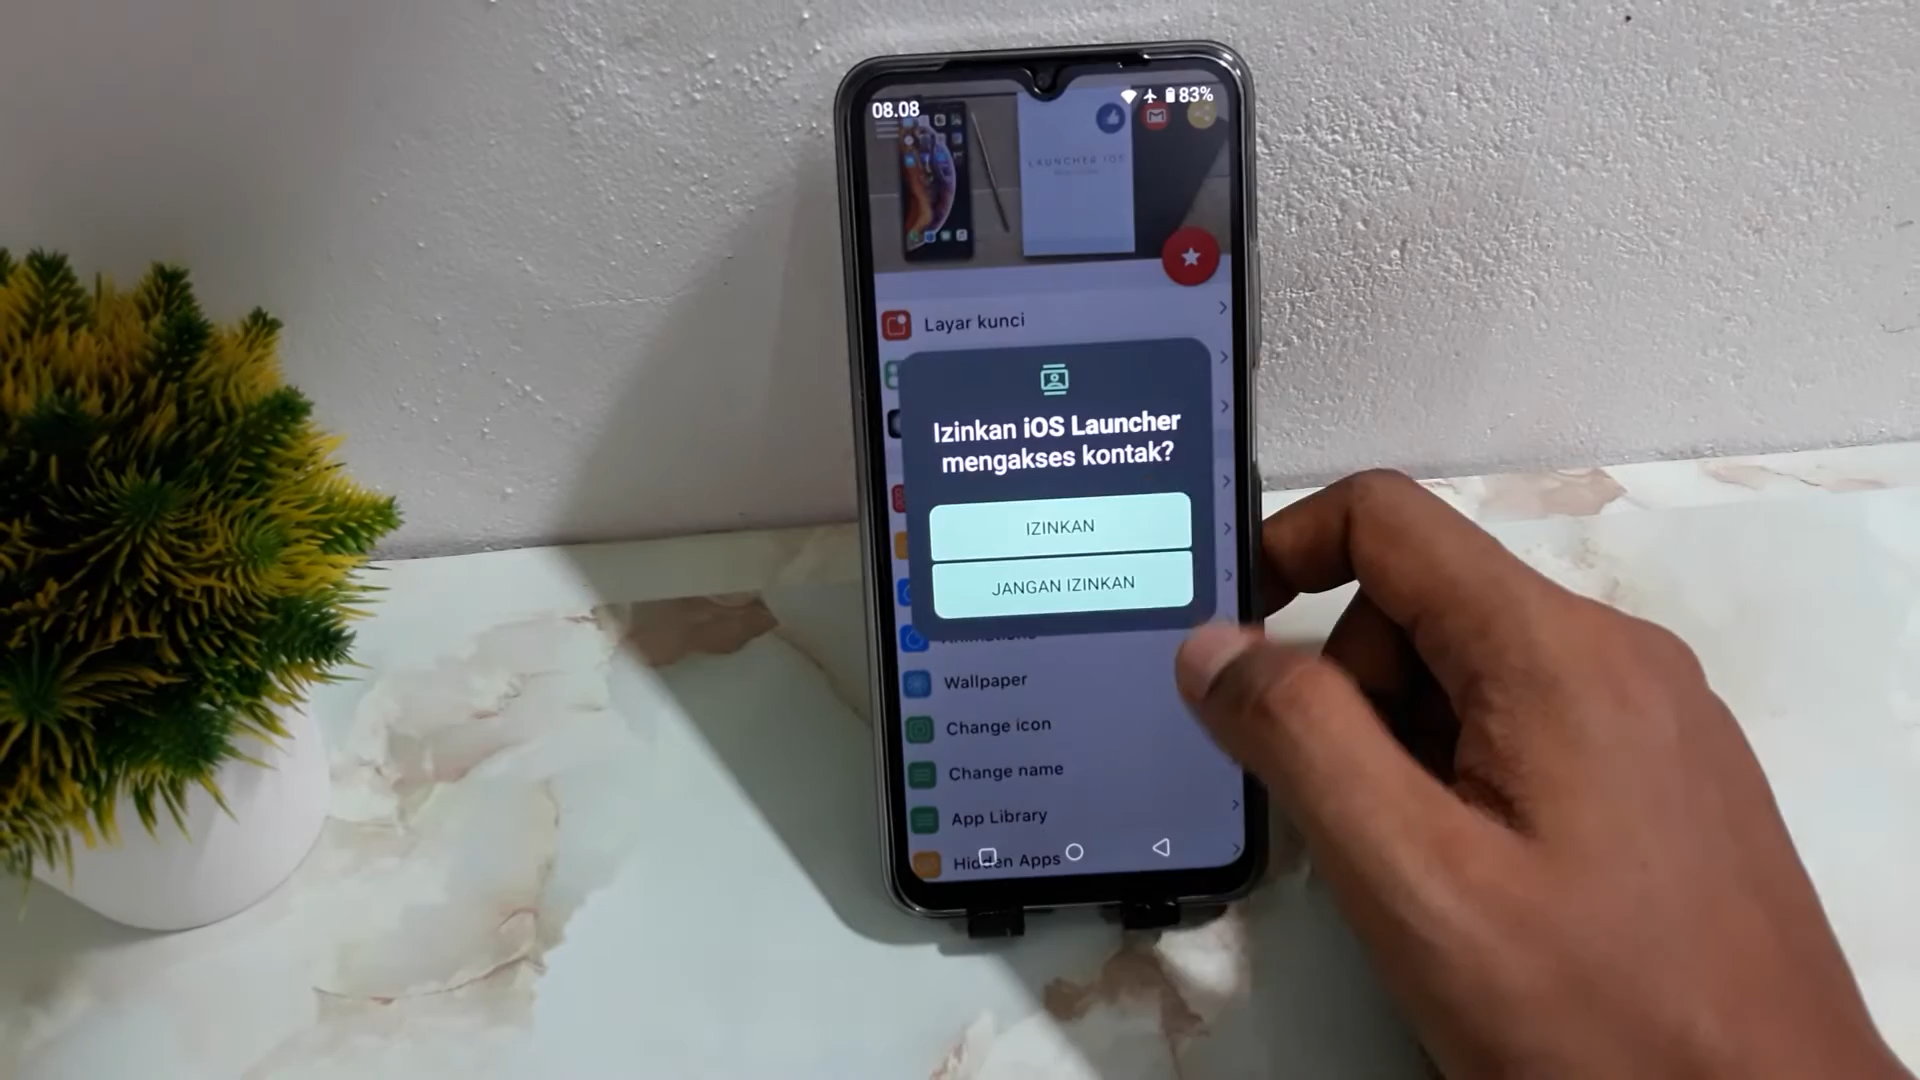 08.08
83%
LAUNCHER IOS
Layar kunci
Izinkan iOS Launcher
mengakses kontak?
IZINKAN
JANGAN IZINKAN
Animations
Wallpaper
Change icon
Change name
App Library
Hidden Apps